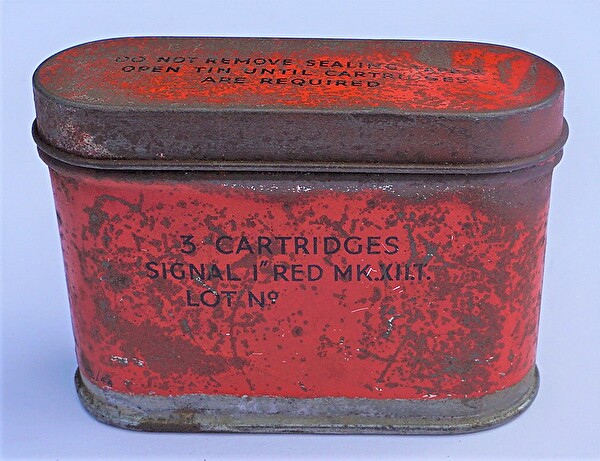 DO NOT REMOVE SEALING
OPEN TIN UNTIL CARTRIDGES
ARE REQUIRED
3 CARTRIDGES
SIGNAL 1" RED MK.XII.T.
LOT Nº